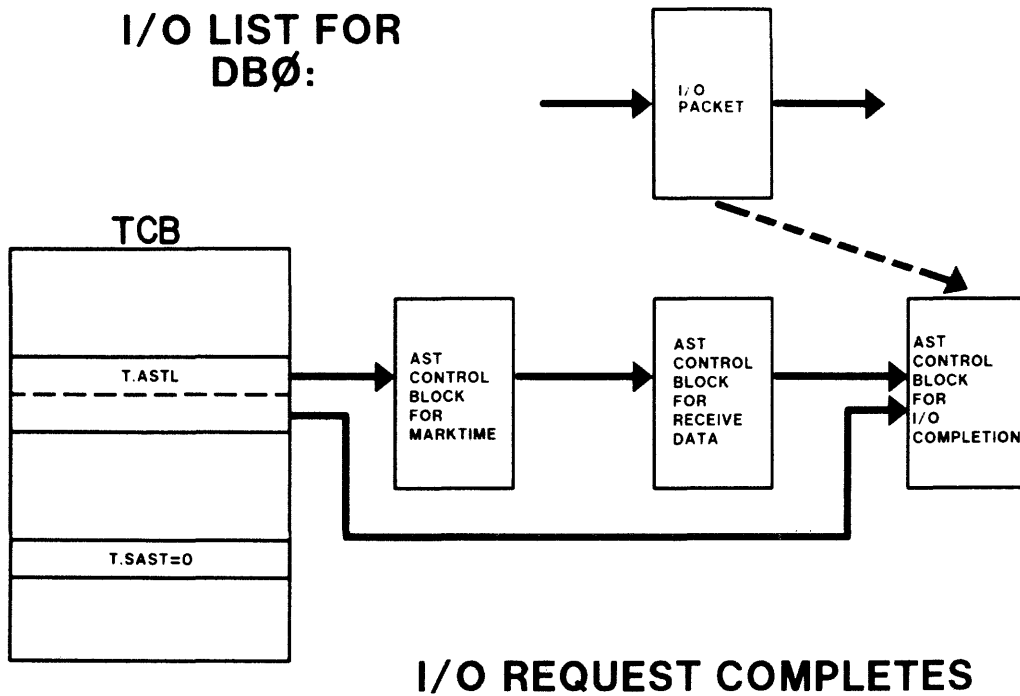 I/O LIST FOR
DBØ:
I/O
PACKET
TCB
T.ASTL
T.SAST=0
AST
CONTROL
BLOCK
FOR
MARKTIME
AST
CONTROL
BLOCK
FOR
RECEIVE
DATA
AST
CONTROL
BLOCK
FOR
I/O
COMPLETION
I/O REQUEST COMPLETES